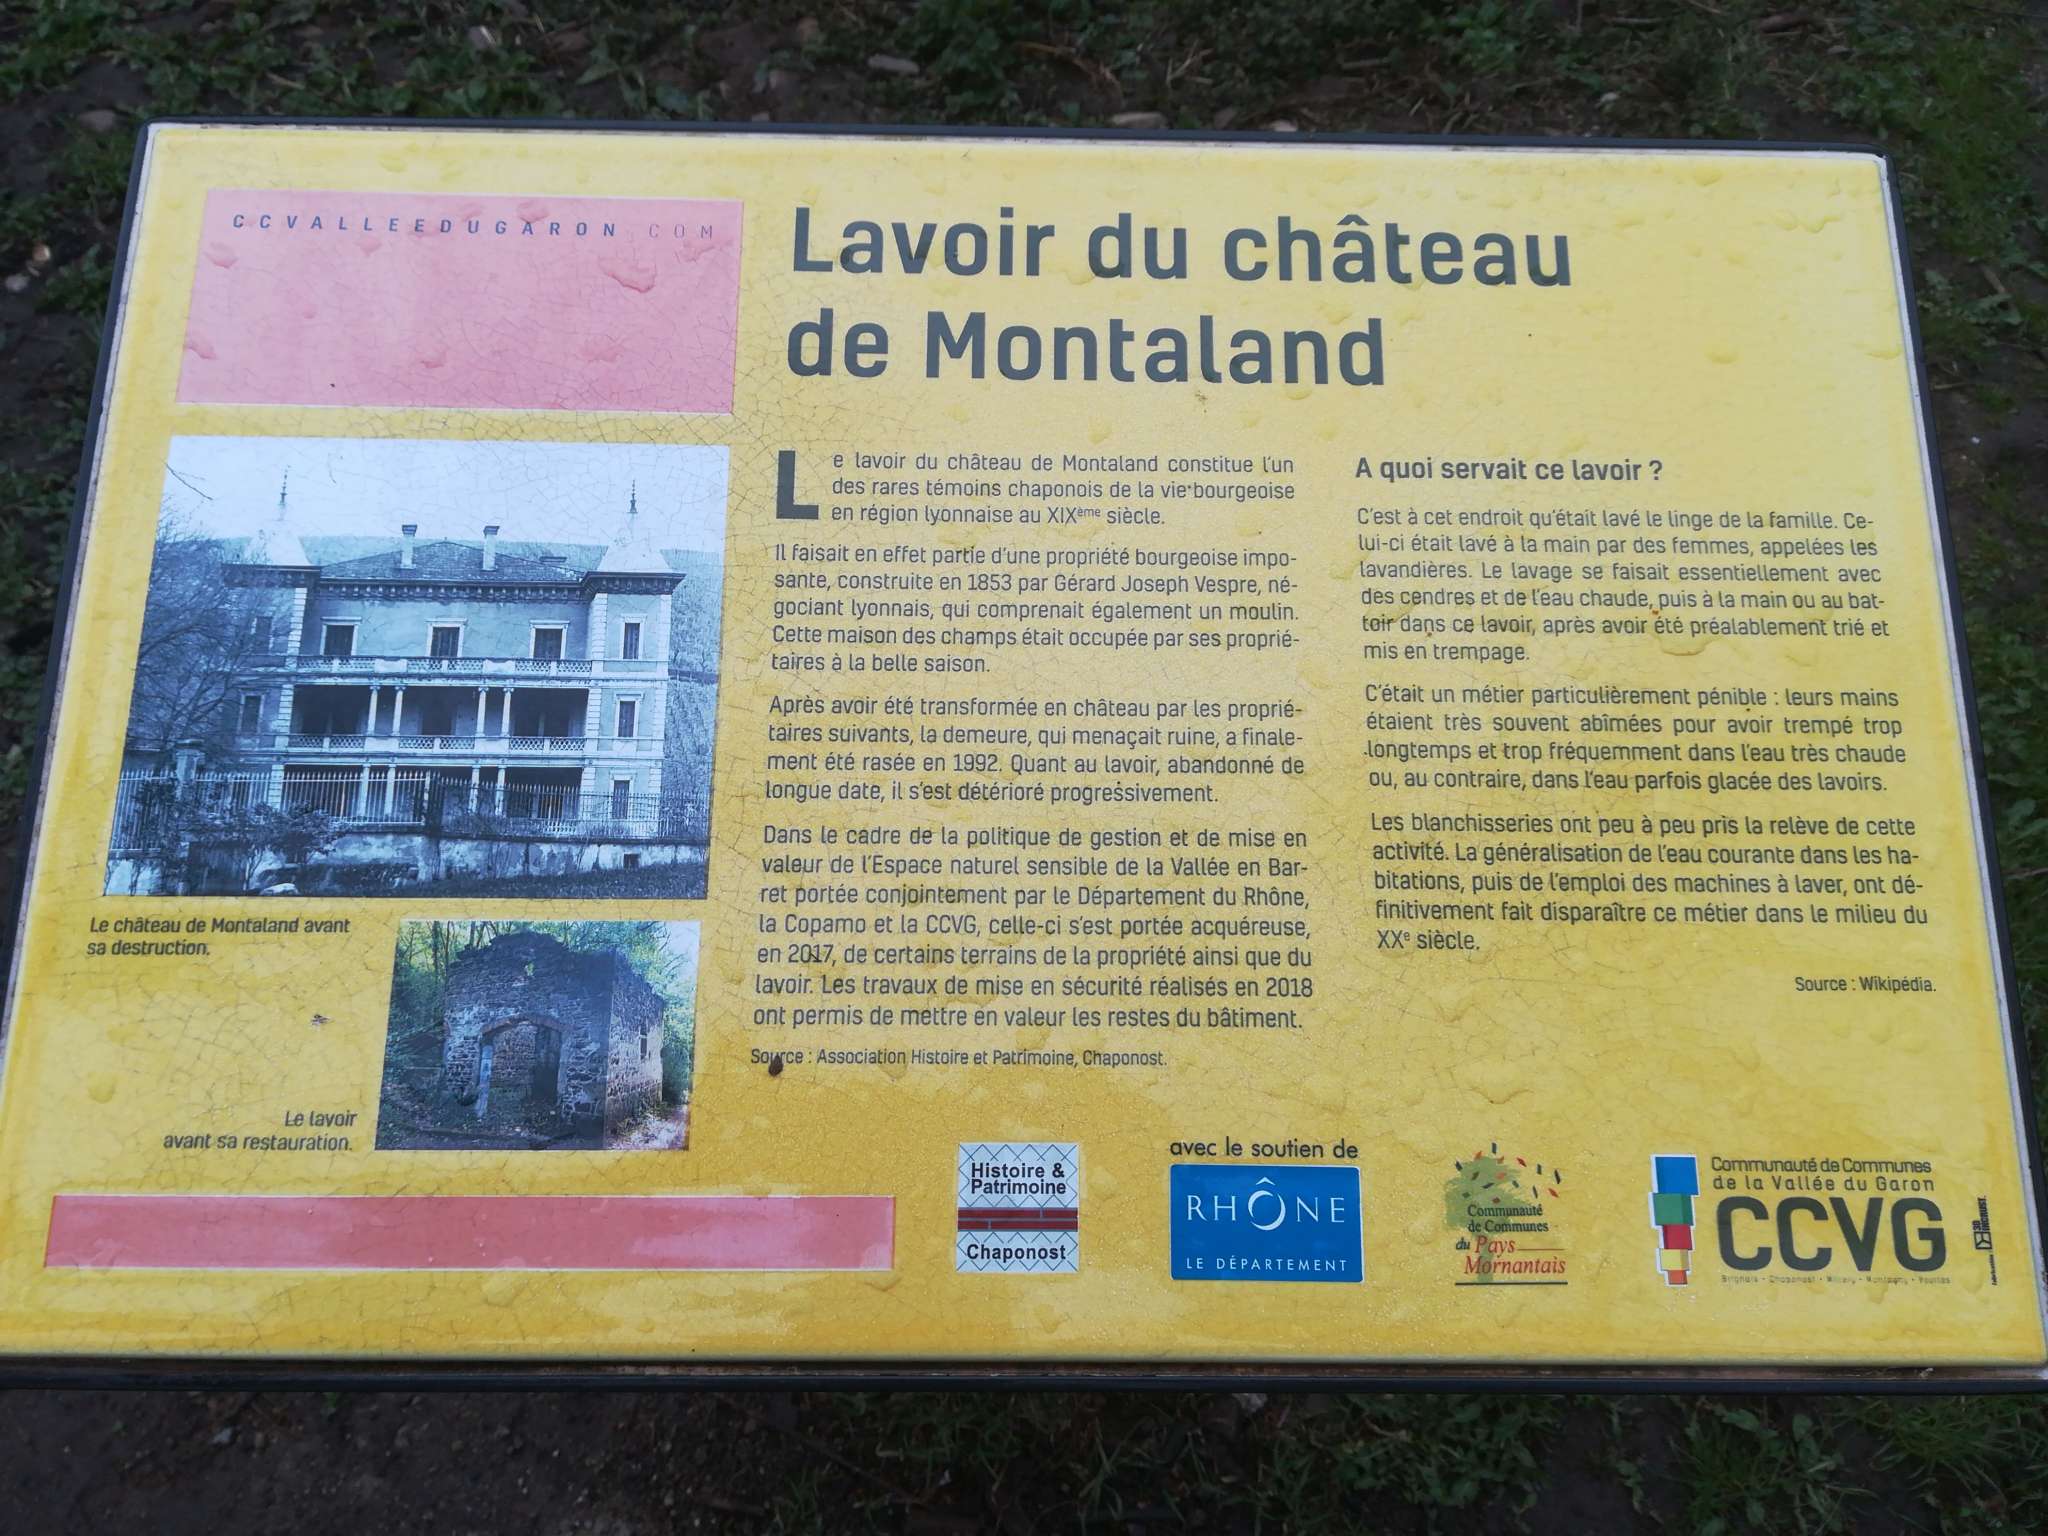 CCVALLEEDUGARON COM
Lavoir du château
de Montaland
Le lavoir du château de Montaland constitue l'un
des rares témoins chaponois de la vie bourgeoise
en région lyonnaise au XIXème siècle.
Il faisait en effet partie d'une propriété bourgeoise impo-
sante, construite en 1853 par Gérard Joseph Vespre, né-
gociant lyonnais, qui comprenait également un moulin.
Cette maison des champs était occupée par ses proprié-
taires à la belle saison.
Après avoir été transformée en château par les proprié-
taires suivants, la demeure, qui menaçait ruine, a finale-
ment été rasée en 1992. Quant au lavoir, abandonné de
longue date, il s'est détérioré progressivement.
Dans le cadre de la politique de gestion et de mise en
valeur de l'Espace naturel sensible de la Vallée en Bar-
ret portée conjointement par le Département du Rhône,
la Copamo et la CCVG, celle-ci s'est portée acquéreuse,
en 2017, de certains terrains de la propriété ainsi que du
lavoir. Les travaux de mise en sécurité réalisés en 2018
ont permis de mettre en valeur les restes du bâtiment.
Source : Association Histoire et Patrimoine, Chaponost.
A quoi servait ce lavoir ?
C'est à cet endroit qu'était lavé le linge de la famille. Ce-
lui-ci était lavé à la main par des femmes, appelées les
lavandières. Le lavage se faisait essentiellement avec
des cendres et de l'eau chaude, puis à la main ou au bat-
toir dans ce lavoir, après avoir été préalablement trié et
mis en trempage.
C'était un métier particulièrement pénible : leurs mains
étaient très souvent abîmées pour avoir trempé trop
longtemps et trop fréquemment dans l'eau très chaude
ou, au contraire, dans l'eau parfois glacée des lavoirs.
Les blanchisseries ont peu à peu pris la relève de cette
activité. La généralisation de l'eau courante dans les ha-
bitations, puis de l'emploi des machines à laver, ont dé-
finitivement fait disparaître ce métier dans le milieu du
XXe siècle.
Source : Wikipédia.
Le château de Montaland avant
sa destruction.
Le lavoir
avant sa restauration.
Histoire &
Patrimoine
Chaponost
avec le soutien de
RHÔNE
LE DÉPARTEMENT
Communauté
de Communes
du Pays
Mornantais
Communauté de Communes
de la Vallée du Garon
CCVG
Brignais - Chaponost - Millery - Montagny - Vourles